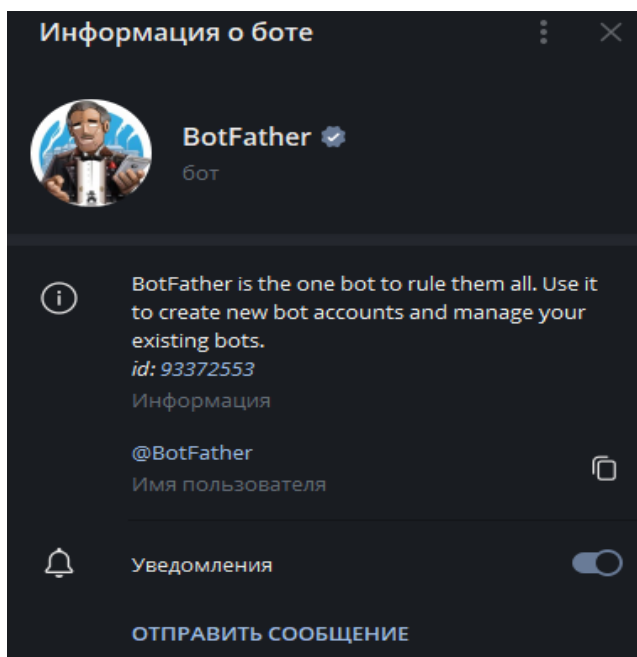 Информация о боте
BotFather
бот
BotFather is the one bot to rule them all. Use it
to create new bot accounts and manage your
existing bots.
id: 93372553
Информация
@BotFather
Имя пользователя
Уведомления
ОТПРАВИТЬ СООБЩЕНИЕ